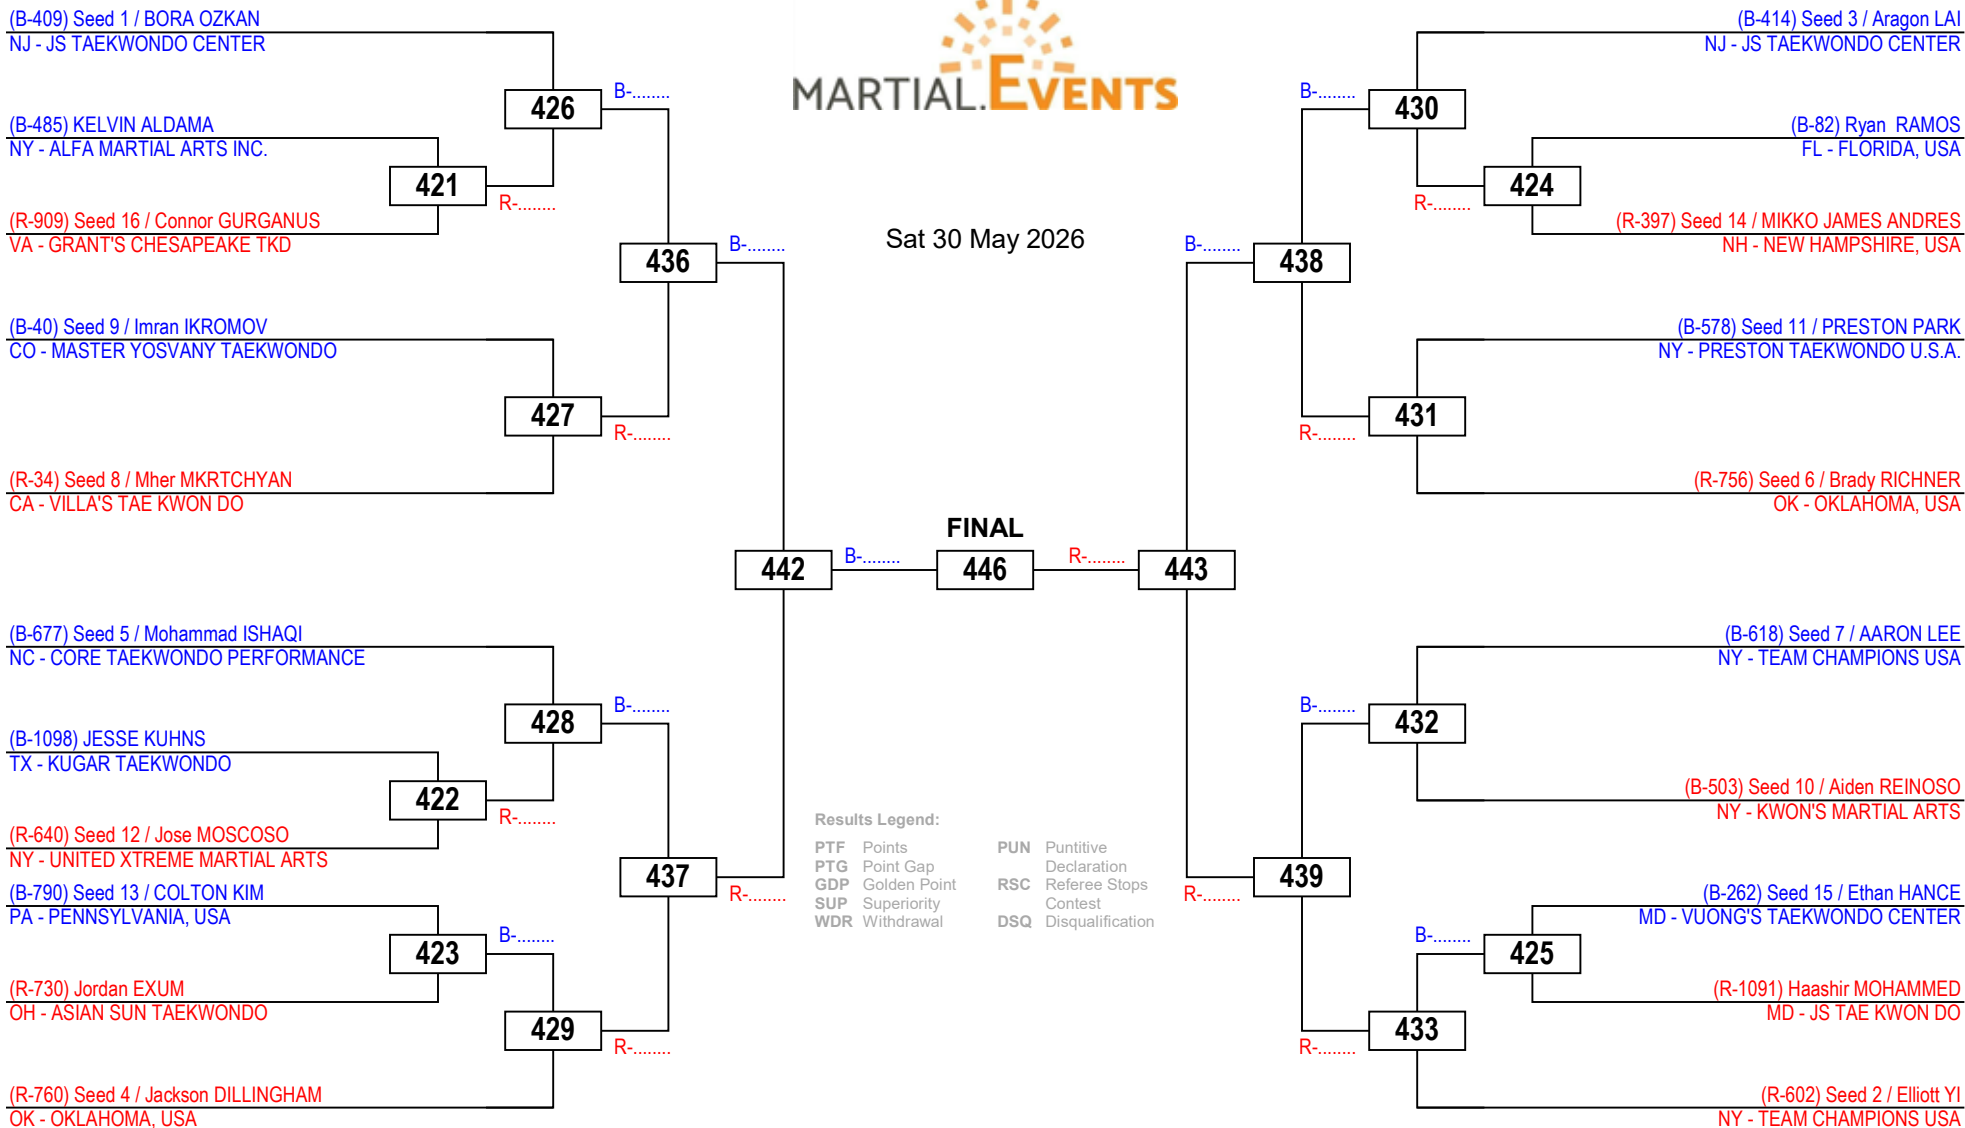 (B-409) Seed 1 / BORA OZKAN
NJ - JS TAEKWONDO CENTER
426
B-........
(B-485) KELVIN ALDAMA
NY - ALFA MARTIAL ARTS INC.
421
R-........
(R-909) Seed 16 / Connor GURGANUS
VA - GRANT'S CHESAPEAKE TKD
436
B-........
(B-40) Seed 9 / Imran IKROMOV
CO - MASTER YOSVANY TAEKWONDO
427
R-........
(R-34) Seed 8 / Mher MKRTCHYAN
CA - VILLA'S TAE KWON DO
442
B-........
(B-677) Seed 5 / Mohammad ISHAQI
NC - CORE TAEKWONDO PERFORMANCE
428
B-........
(B-1098) JESSE KUHNS
TX - KUGAR TAEKWONDO
422
R-........
(R-640) Seed 12 / Jose MOSCOSO
NY - UNITED XTREME MARTIAL ARTS
437
R-........
(B-790) Seed 13 / COLTON KIM
PA - PENNSYLVANIA, USA
423
B-........
(R-730) Jordan EXUM
OH - ASIAN SUN TAEKWONDO
429
R-........
(R-760) Seed 4 / Jackson DILLINGHAM
OK - OKLAHOMA, USA
MARTIAL.EVENTS
Sat 30 May 2026
FINAL
446
Results Legend:
PTF Points
PTG Point Gap
GDP Golden Point
SUP Superiority
WDR Withdrawal
PUN Puntitive
Declaration
RSC Referee Stops
Contest
DSQ Disqualification
(B-414) Seed 3 / Aragon LAI
NJ - JS TAEKWONDO CENTER
B-........
430
(B-82) Ryan RAMOS
FL - FLORIDA, USA
R-........
424
(R-397) Seed 14 / MIKKO JAMES ANDRES
NH - NEW HAMPSHIRE, USA
B-........
438
(B-578) Seed 11 / PRESTON PARK
NY - PRESTON TAEKWONDO U.S.A.
R-........
431
(R-756) Seed 6 / Brady RICHNER
OK - OKLAHOMA, USA
R-........
443
(B-618) Seed 7 / AARON LEE
NY - TEAM CHAMPIONS USA
B-........
432
(B-503) Seed 10 / Aiden REINOSO
NY - KWON'S MARTIAL ARTS
R-........
439
(B-262) Seed 15 / Ethan HANCE
MD - VUONG'S TAEKWONDO CENTER
B-........
425
(R-1091) Haashir MOHAMMED
MD - JS TAE KWON DO
R-........
433
(R-602) Seed 2 / Elliott YI
NY - TEAM CHAMPIONS USA